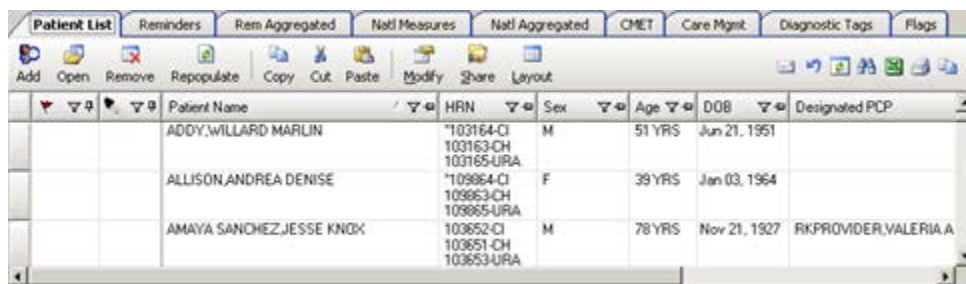 Patient List Reminders Rem Aggregated Natl Measures Natl Aggregated CMET Care Mgmt Diagnostic Tags Flags
Add Open Remove Repopulate Copy Cut Paste Modify Share Layout
Patient Name HRN Sex Age DOB Designated PCP
ADDY,WILLARD MARLIN *103164-CI M 51 YRS Jun 21, 1951
103163-CH
103165-URA
ALLISON,ANDREA DENISE *109864-CI F 39 YRS Jan 03, 1964
109863-CH
109865-URA
AMAYA SANCHEZ,JESSE KNOX 103652-CI M 78 YRS Nov 21, 1927 RKPROVIDER,VALERIA A
103651-CH
103653-URA